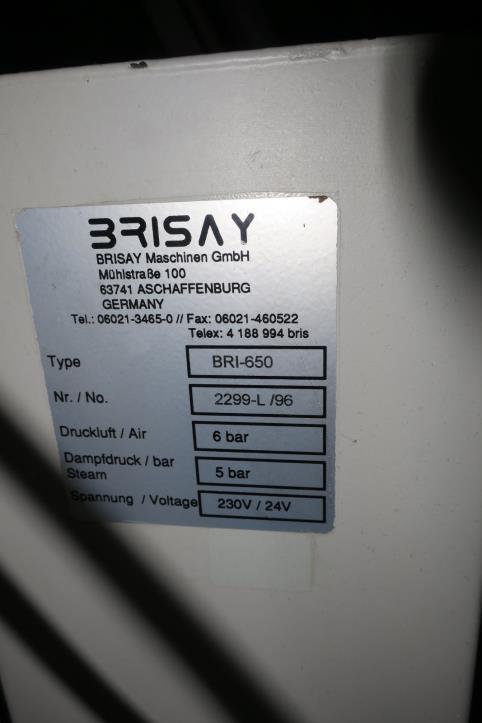 BRISAY
BRISAY Maschinen GmbH
Mühlstraße 100
63741 ASCHAFFENBURG
GERMANY
Tel.: 06021-3465-0 // Fax: 06021-460522
Telex: 4 188 994 bris
Type BRI-650
Nr. / No. 2299-L /96
Druckluft / Air 6 bar
Dampfdruck / bar
Steam 5 bar
Spannung / Voltage 230V / 24V